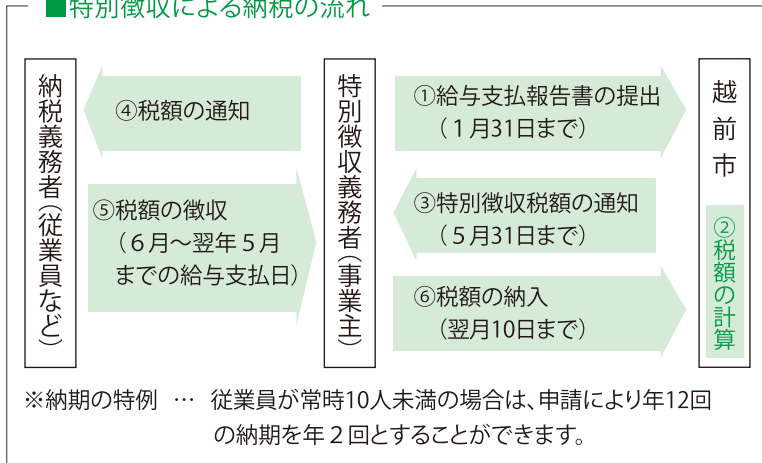 ■特別徴収による納税の流れ
納税義務者(従業員など)
④税額の通知
⑤税額の徴収
(6月〜翌年5月
までの給与支払日)
特別徴収義務者(事業主)
①給与支払報告書の提出
(1月31日まで)
③特別徴収税額の通知
(5月31日まで)
⑥税額の納入
(翌月10日まで)
越前市
②税額の計算
※納期の特例 … 従業員が常時10人未満の場合は、申請により年12回
の納期を年2回とすることができます。